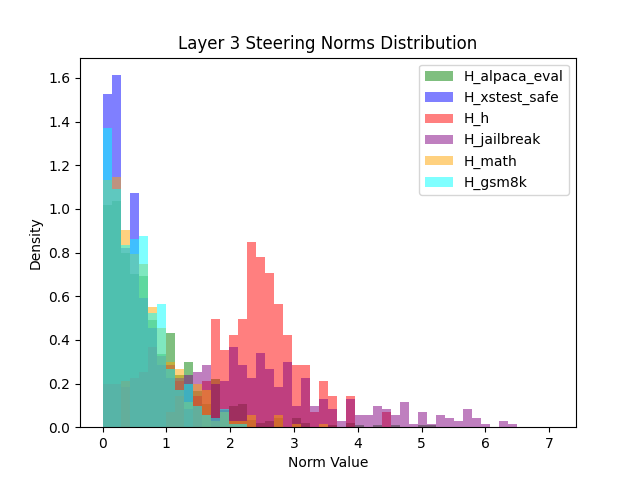 Layer 3 Steering Norms Distribution
H_alpaca_eval
H_xstest_safe
H_h
H_jailbreak
H_math
H_gsm8k
Density
1.6
1.4
1.2
1.0
0.8
0.6
0.4
0.2
0.0
0 1 2 3 4 5 6 7
Norm Value